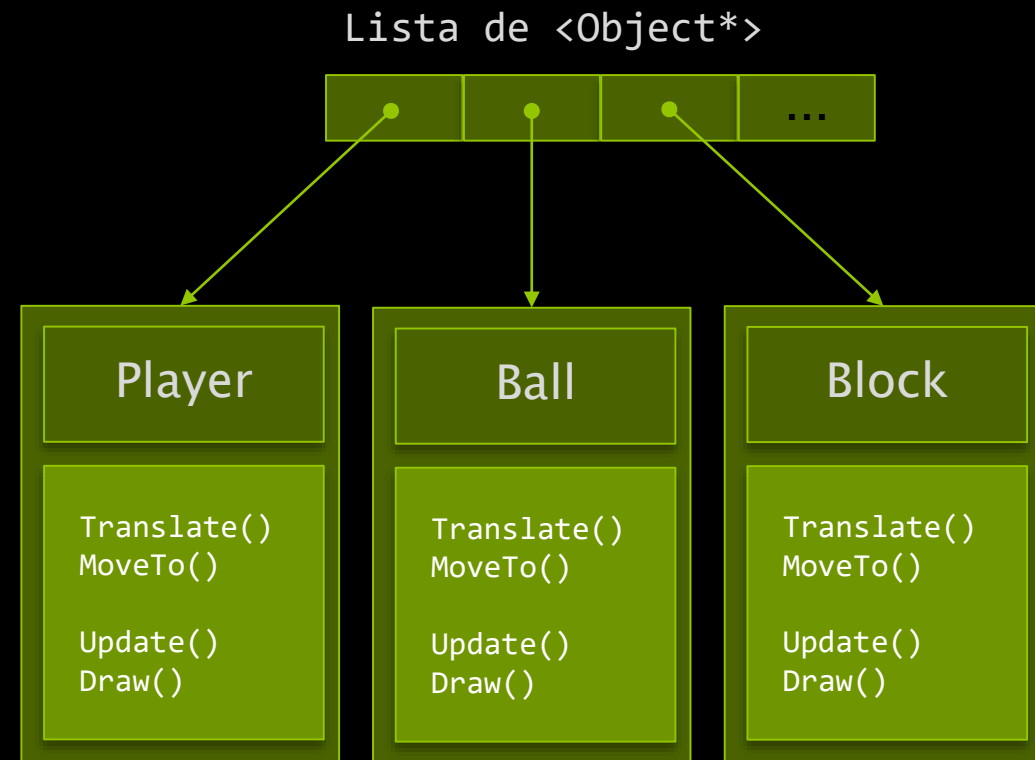 Lista de <Object*>
...
Player
Translate()
MoveTo()
Update()
Draw()
Ball
Translate()
MoveTo()
Update()
Draw()
Block
Translate()
MoveTo()
Update()
Draw()